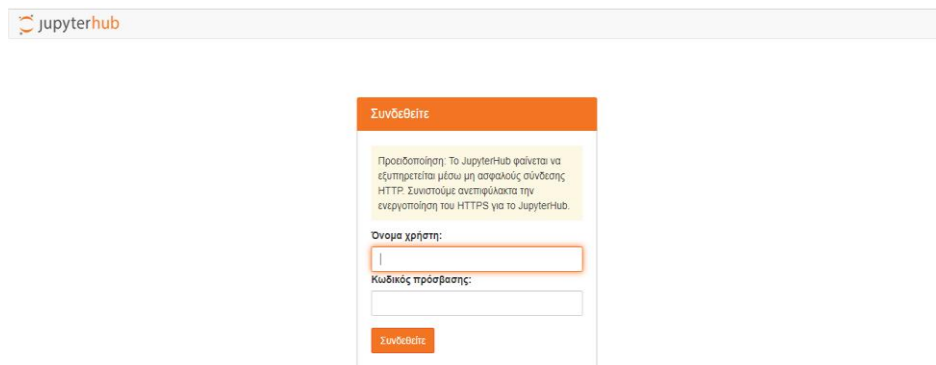 jupyterhub
Συνδεθείτε
Προειδοποίηση: Το JupyterHub φαίνεται να
εξυπηρετείται μέσω μη ασφαλούς σύνδεσης
HTTP. Συνιστούμε ανεπιφύλακτα την
ενεργοποίηση του HTTPS για το JupyterHub.
Όνομα χρήστη:
Κωδικός πρόσβασης:
Συνδεθείτε